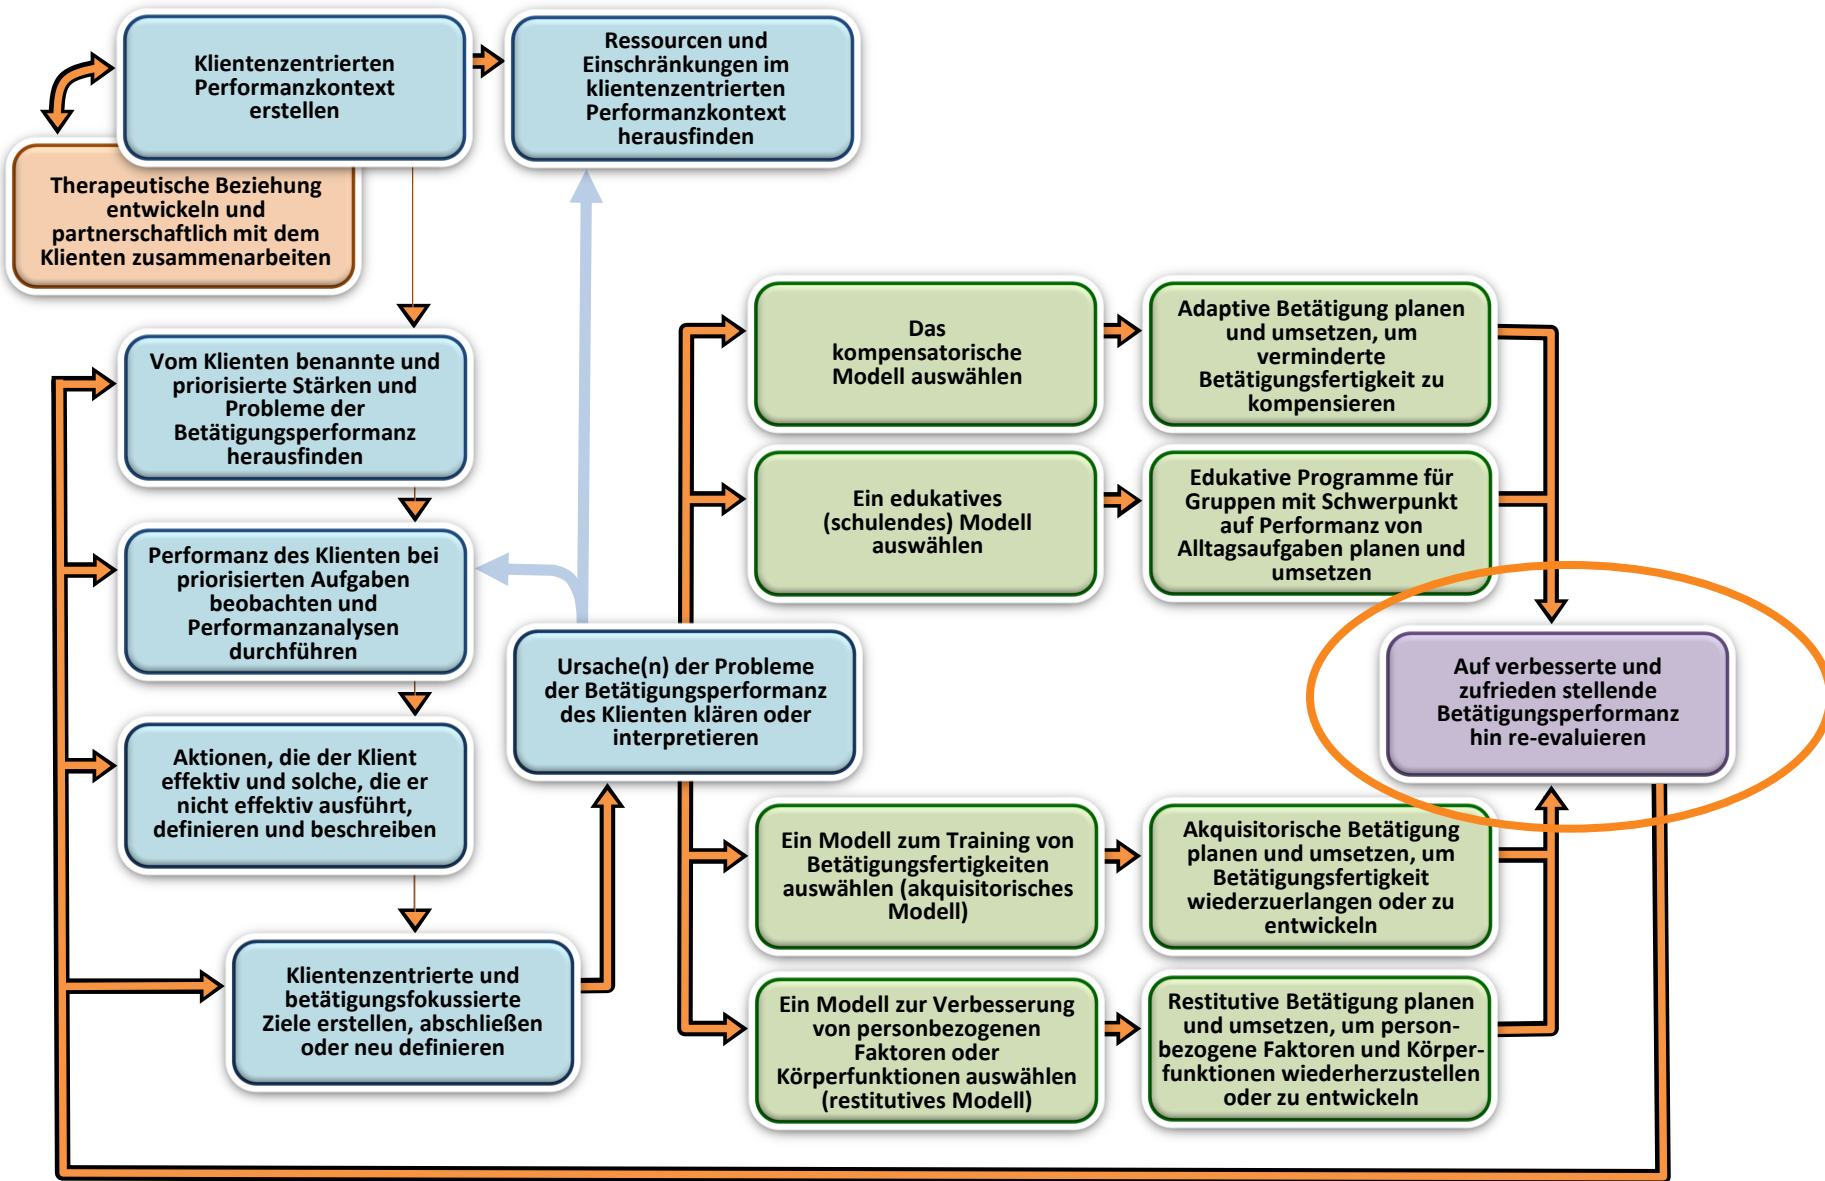 Klientenzentrierten
Performanzkontext
erstellen
Ressourcen und
Einschränkungen im
klientenzentrierten
Performanzkontext
herausfinden
Therapeutische Beziehung
entwickeln und
partnerschaftlich mit dem
Klienten zusammenarbeiten
Vom Klienten benannte und
priorisierte Stärken und
Probleme der
Betätigungsperformanz
herausfinden
Performanz des Klienten bei
priorisierten Aufgaben
beobachten und
Performanzanalysen
durchführen
Aktionen, die der Klient
effektiv und solche, die er
nicht effektiv ausführt,
definieren und beschreiben
Klientenzentrierte und
betätigungsfokussierte
Ziele erstellen, abschließen
oder neu definieren
Ursache(n) der Probleme
der Betätigungsperformanz
des Klienten klären oder
interpretieren
Das
kompensatorische
Modell auswählen
Adaptive Betätigung planen
und umsetzen, um
verminderte
Betätigungsfertigkeit zu
kompensieren
Ein edukatives
(schulendes) Modell
auswählen
Edukative Programme für
Gruppen mit Schwerpunkt
auf Performanz von
Alltagsaufgaben planen und
umsetzen
Ein Modell zum Training von
Betätigungsfertigkeiten
auswählen (akquisitorisches
Modell)
Akquisitorische Betätigung
planen und umsetzen, um
Betätigungsfertigkeit
wiederzuerlangen oder zu
entwickeln
Ein Modell zur Verbesserung
von personbezogenen
Faktoren oder
Körperfunktionen auswählen
(restitutives Modell)
Restitutive Betätigung planen
und umsetzen, um person-
bezogene Faktoren und Körper-
funktionen wiederherzustellen
oder zu entwickeln
Auf verbesserte und
zufrieden stellende
Betätigungsperformanz
hin re-evaluieren